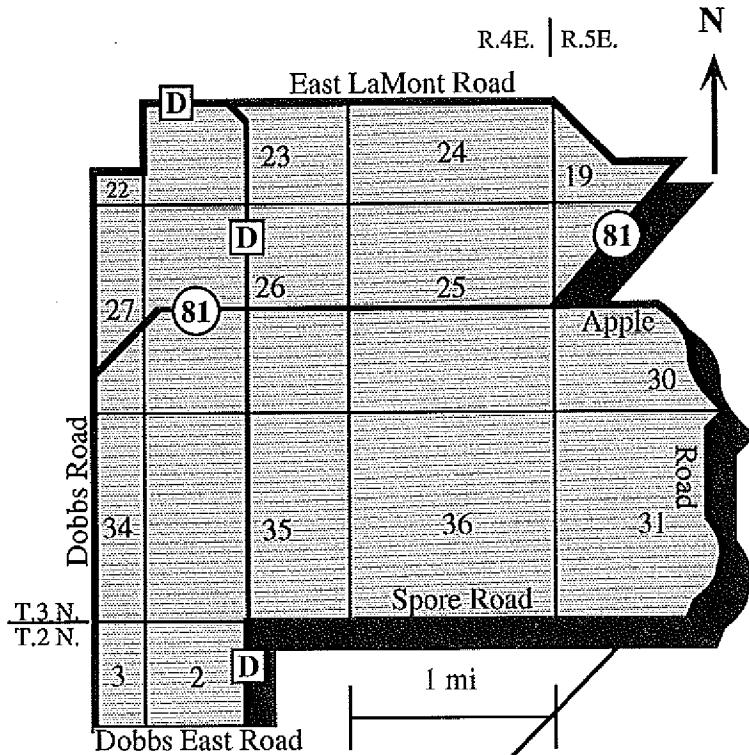 R.4E. | R.5E.
N
East LaMont Road
D
23
24
19
22
D
81
26
25
27
81
Apple
30
Dobbs Road
Road
34
35
36
31
Spore Road
T.3 N.
T.2 N.
3
2
D
1 mi
Dobbs East Road